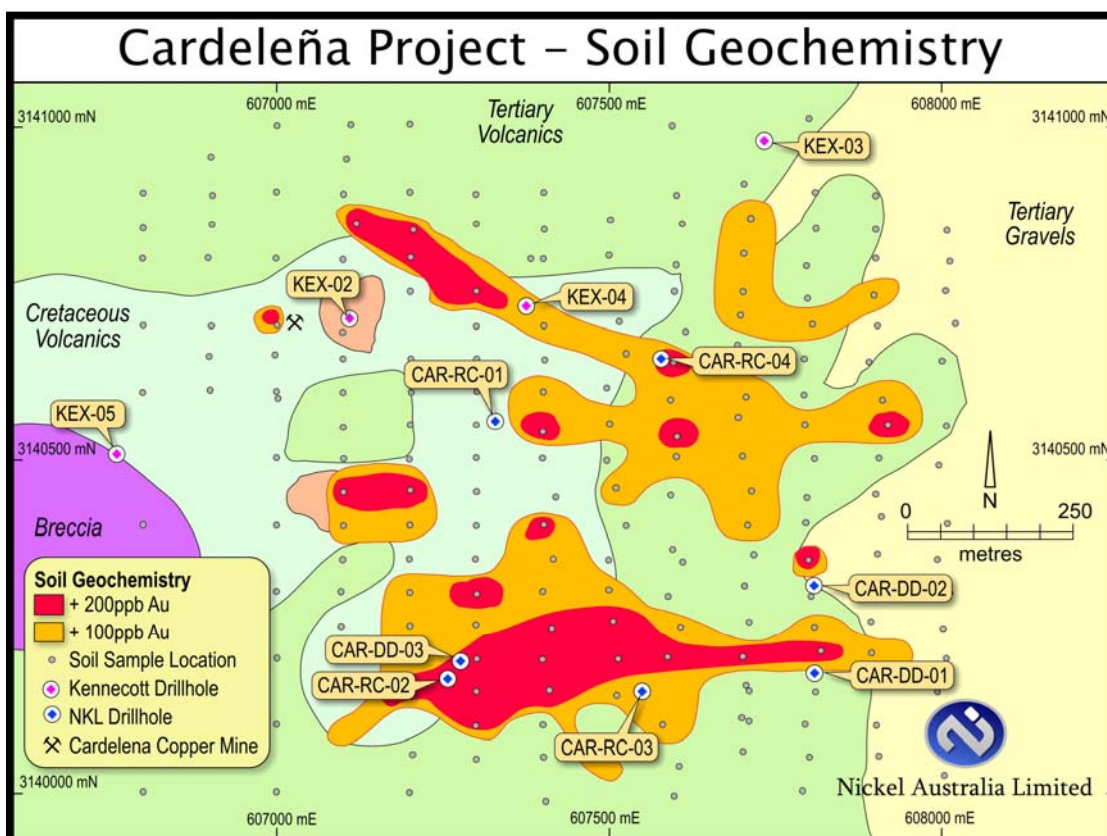 Cardeleña Project – Soil Geochemistry
607000 mE
607500 mE
608000 mE
3141000 mN
3141000 mN
Tertiary
Volcanics
KEX-03
Tertiary
Gravels
KEX-02
KEX-04
Cretaceous
Volcanics
CAR-RC-04
CAR-RC-01
KEX-05
3140500 mN
3140500 mN
N
0
250
metres
Breccia
Soil Geochemistry
+ 200ppb Au
+ 100ppb Au
Soil Sample Location
Kennecott Drillhole
NKL Drillhole
Cardelena Copper Mine
CAR-DD-02
CAR-DD-03
CAR-RC-02
CAR-DD-01
CAR-RC-03
Nickel Australia Limited
3140000 mN
607000 mE
607500 mE
608000 mE